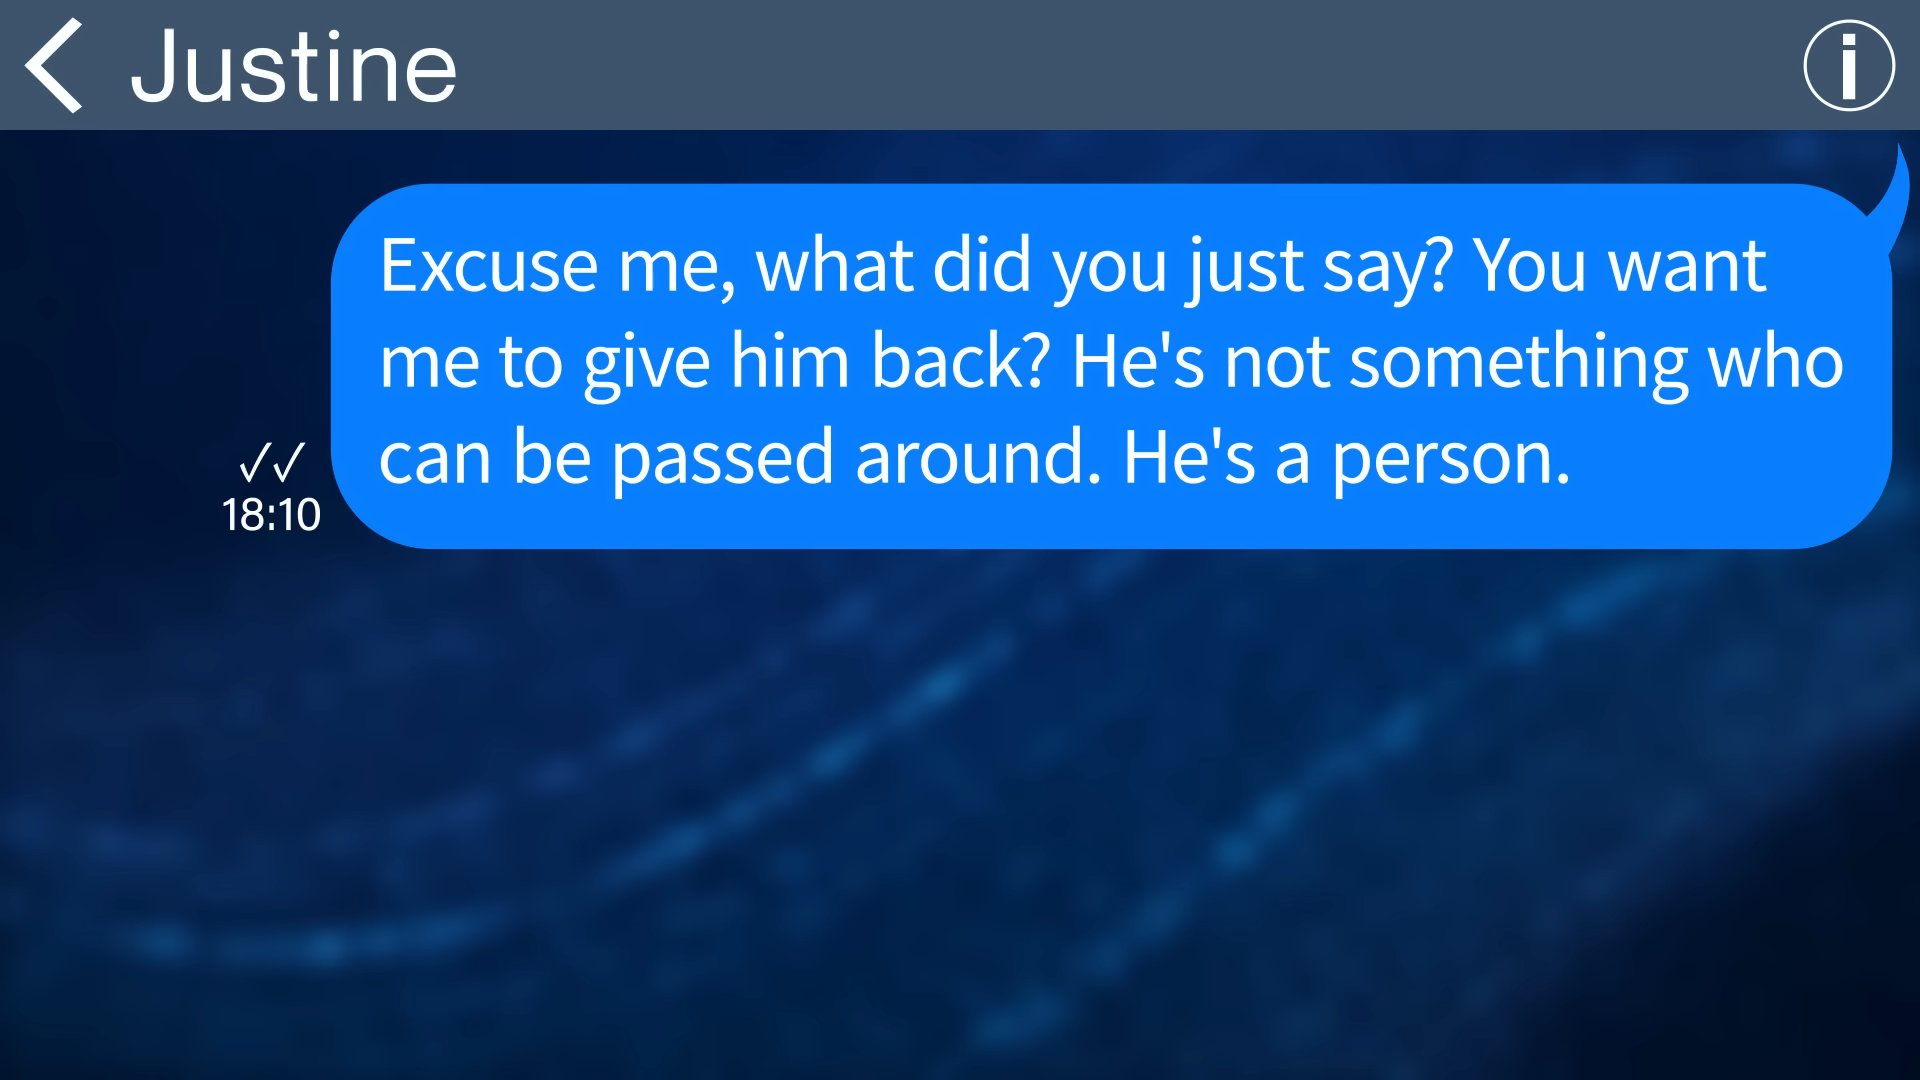 Justine
Excuse me, what did you just say? You want
me to give him back? He's not something who
can be passed around. He's a person.
✓✓
18:10